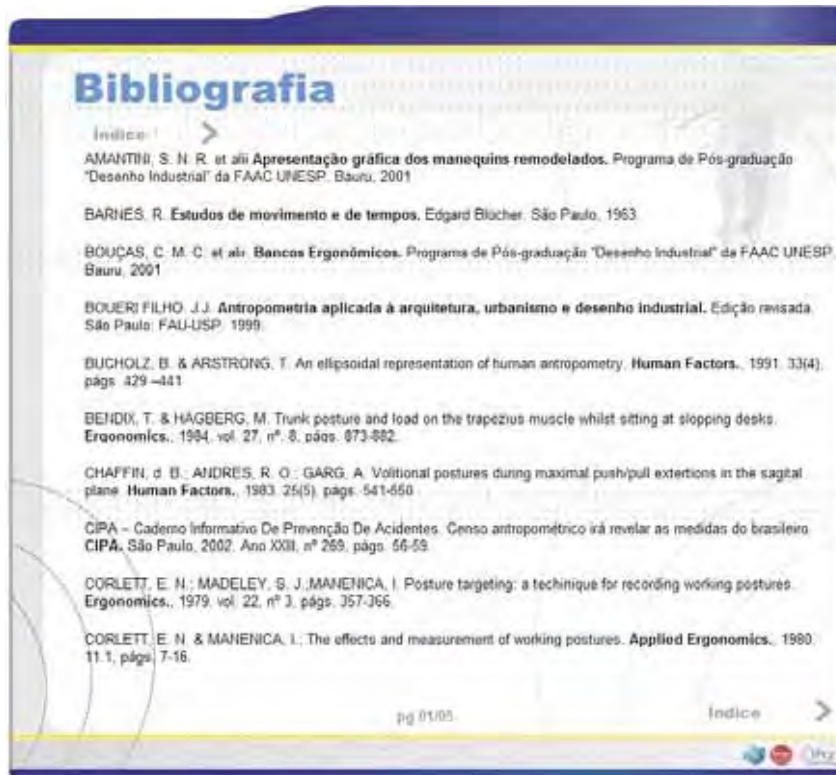 Bibliografia
Indice
AMANTINI, S. N. R. et alii Apresentação gráfica dos manequins remodelados. Programa de Pós-graduação
"Desenho Industrial" da FAAC UNESP. Bauru, 2001
BARNES, R. Estudos de movimento e de tempos. Edgard Blücher. São Paulo, 1963.
BOUÇAS, C. M. C. et alii. Bancos Ergonômicos. Programa de Pós-graduação "Desenho Industrial" da FAAC UNESP.
Bauru, 2001
BOUERI FILHO, J.J. Antropometria aplicada à arquitetura, urbanismo e desenho industrial. Edição revisada.
São Paulo: FAU-USP. 1999.
BUCHOLZ, B. & ARSTRONG, T. An ellipsoidal representation of human antropometry. Human Factors., 1991. 33(4),
págs. 429 –441
BENDIX, T. & HAGBERG, M. Trunk posture and load on the trapezius muscle whilst sitting at slopping desks.
Ergonomics., 1984, vol. 27, nº. 8, págs. 873-882.
CHAFFIN, d. B.; ANDRES, R. O.; GARG, A. Volitional postures during maximal push/pull extertions in the sagital
plane. Human Factors., 1983. 25(5), págs. 541-550
CIPA – Caderno Informativo De Prevenção De Acidentes. Censo antropométrico irá revelar as medidas do brasileiro.
CIPA. São Paulo, 2002. Ano XXIII, nº 269, págs. 56-59.
CORLETT, E. N.; MADELEY, S. J.;MANENICA, I. Posture targeting: a techinique for recording working postures.
Ergonomics., 1979, vol. 22, nº 3, págs. 357-366.
CORLETT, E. N. & MANENICA, I.; The effects and measurement of working postures. Applied Ergonomics., 1980,
11.1, págs. 7-16.
pg 01/05
Indice